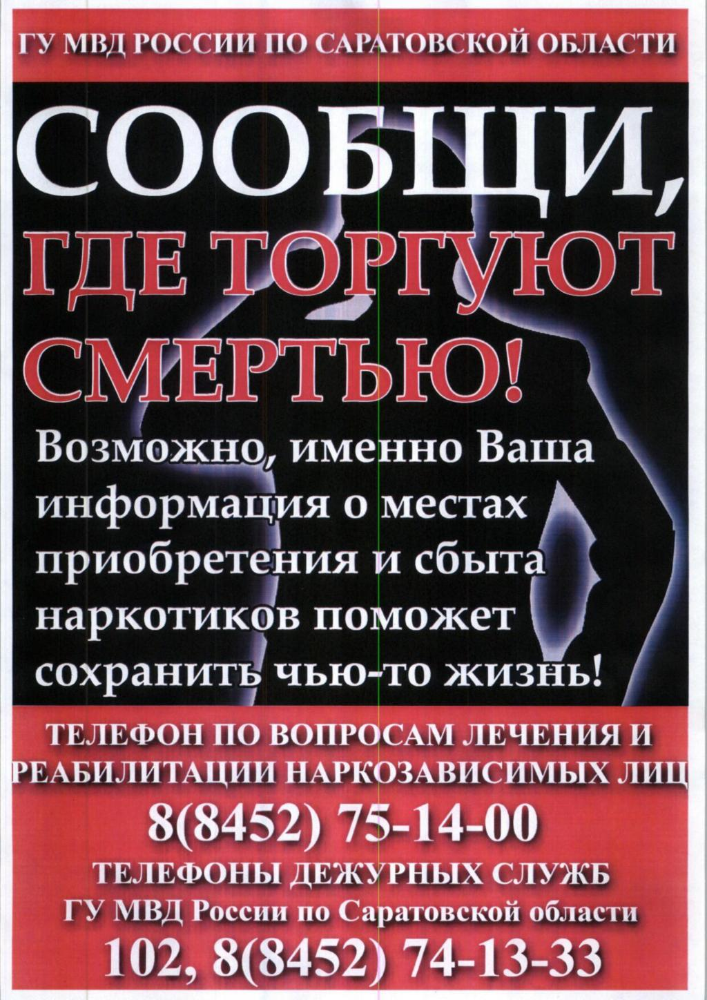 ГУ МВД РОССИИ ПО САРАТОВСКОЙ ОБЛАСТИ
СООБЩИ,
ГДЕ ТОРГУЮТ
СМЕРТЬЮ!
Возможно, именно Ваша
информация о местах
приобретения и сбыта
наркотиков поможет
сохранить чью-то жизнь!
ТЕЛЕФОН ПО ВОПРОСАМ ЛЕЧЕНИЯ И
РЕАБИЛИТАЦИИ НАРКОЗАВИСИМЫХ ЛИЦ
8(8452) 75-14-00
ТЕЛЕФОНЫ ДЕЖУРНЫХ СЛУЖБ
ГУ МВД России по Саратовской области
102, 8(8452) 74-13-33